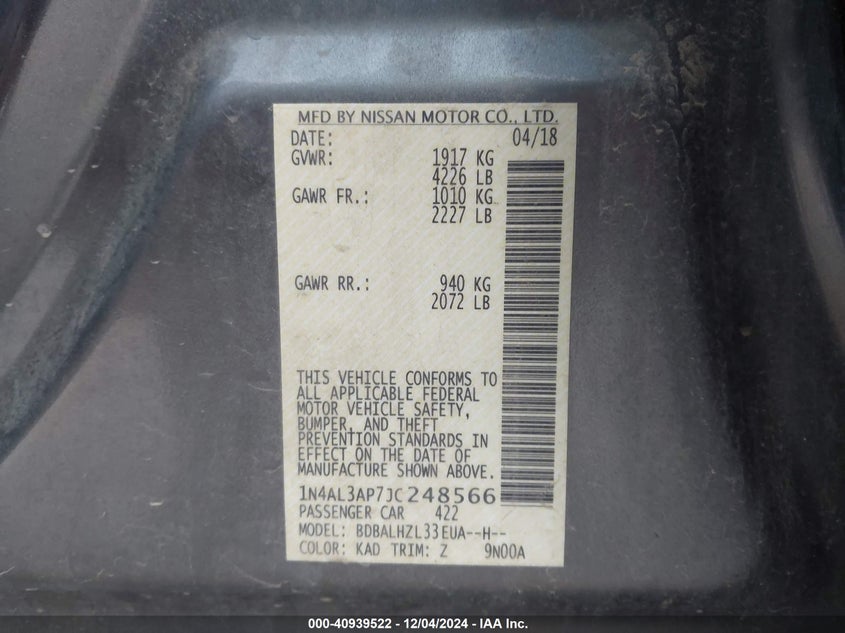 MFD BY NISSAN MOTOR CO., LTD.
DATE: 04/18
GVWR: 1917 KG
4226 LB
GAWR FR.: 1010 KG
2227 LB
GAWR RR.: 940 KG
2072 LB
THIS VEHICLE CONFORMS TO
ALL APPLICABLE FEDERAL
MOTOR VEHICLE SAFETY,
BUMPER, AND THEFT
PREVENTION STANDARDS IN
EFFECT ON THE DATE OF
MANUFACTURE SHOWN ABOVE.
1N4AL3AP7JC248566
PASSENGER CAR 422
MODEL: BDBALHZL33EUA--H--
COLOR: KAD TRIM: Z 9N00A
000-40939522 - 12/04/2024 - IAA Inc.